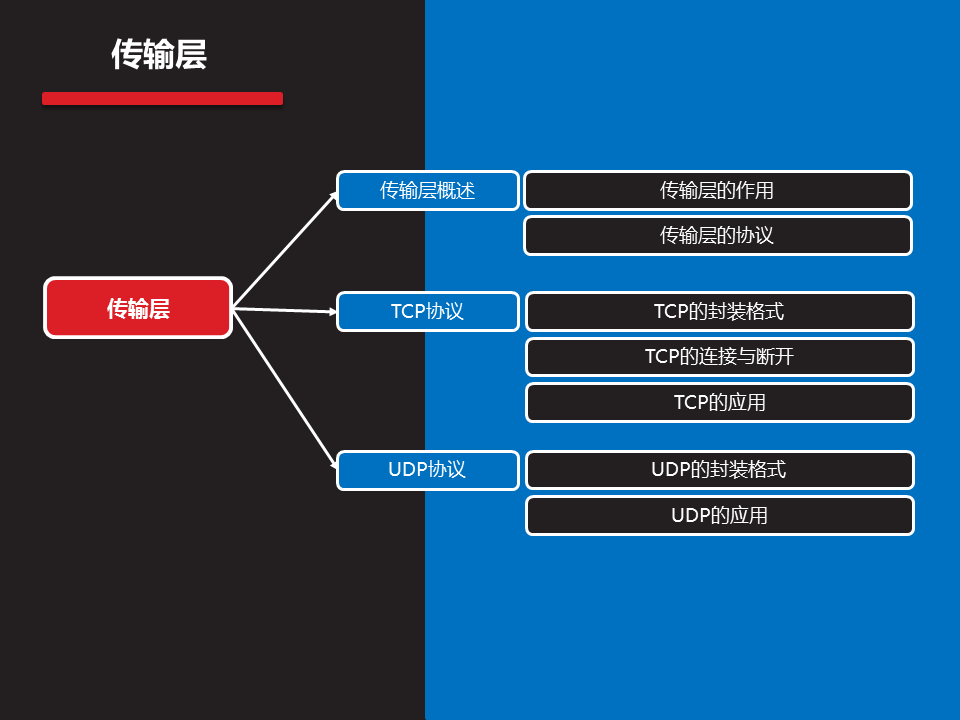 传输层
传输层
传输层概述
传输层的作用
传输层的协议
TCP协议
TCP的封装格式
TCP的连接与断开
TCP的应用
UDP协议
UDP的封装格式
UDP的应用